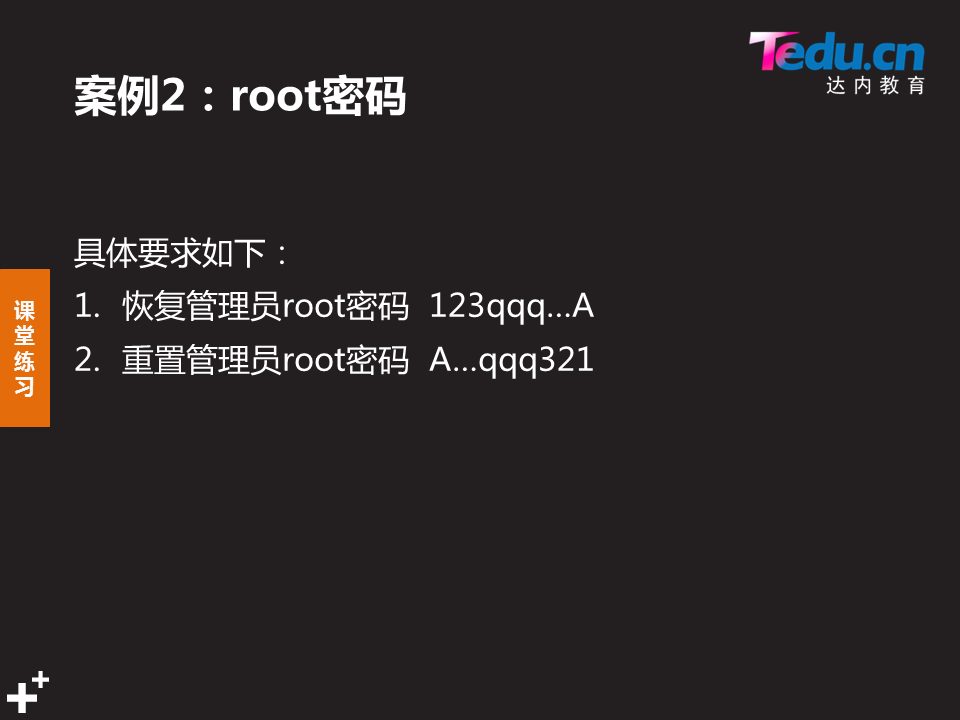 Tedu.cn
达内教育
案例2：root密码
具体要求如下：
1. 恢复管理员root密码 123qqq...A
2. 重置管理员root密码 A...qqq321
课堂练习